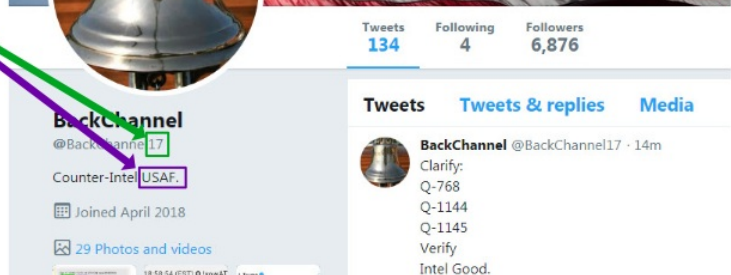 Tweets Following Followers
134 4 6,876
BackChannel
@BackChannel17
Counter-Intel USAF.
Joined April 2018
29 Photos and videos
Tweets Tweets & replies Media
BackChannel @BackChannel17 · 14m
Clarify:
Q-768
Q-1144
Q-1145
Verify
Intel Good.